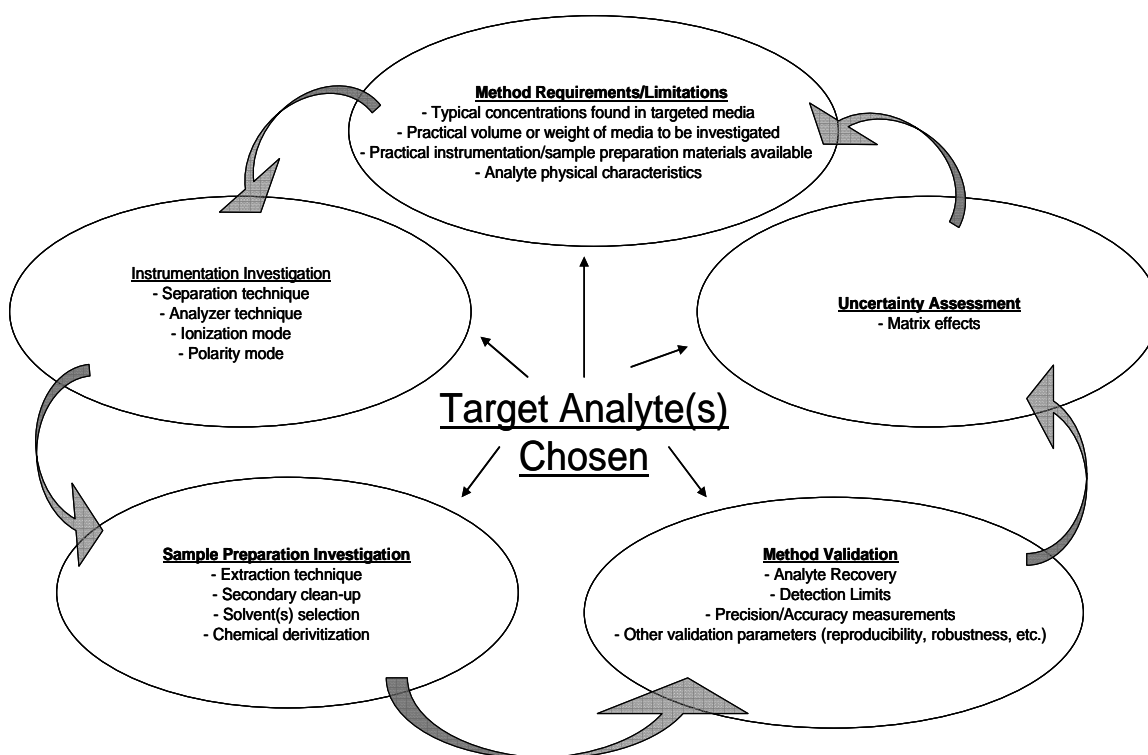 Method Requirements/Limitations
- Typical concentrations found in targeted media
- Practical volume or weight of media to be investigated
- Practical instrumentation/sample preparation materials available
- Analyte physical characteristics
Instrumentation Investigation
- Separation technique
- Analyzer technique
- Ionization mode
- Polarity mode
Uncertainty Assessment
- Matrix effects
Target Analyte(s)
Chosen
Sample Preparation Investigation
- Extraction technique
- Secondary clean-up
- Solvent(s) selection
- Chemical derivitization
Method Validation
- Analyte Recovery
- Detection Limits
- Precision/Accuracy measurements
- Other validation parameters (reproducibility, robustness, etc.)